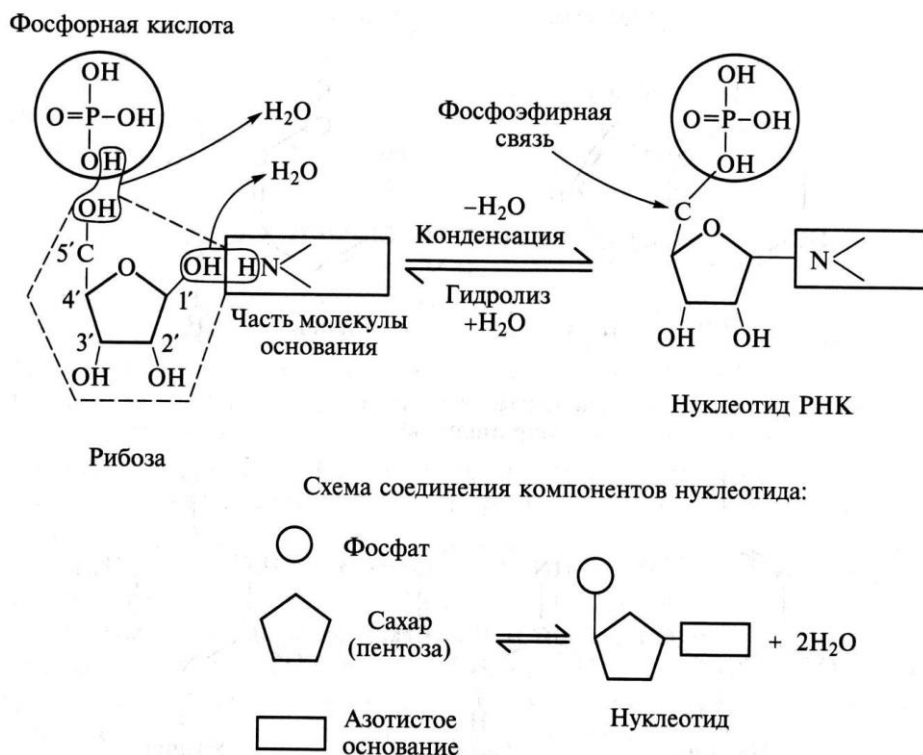 Фосфорная кислота
OH
O=P–OH
OH
H₂O
H₂O
OH
5′
C
O
OH
HN
4′
1′
3′
2′
OH
OH
Часть молекулы
основания
Рибоза
–H₂O
Конденсация
Гидролиз
+H₂O
Фосфоэфирная
связь
OH
O=P–OH
OH
C
O
N
OH
OH
Нуклеотид РНК
Схема соединения компонентов нуклеотида:
Фосфат
Сахар
(пентоза)
Азотистое
основание
+ 2H₂O
Нуклеотид